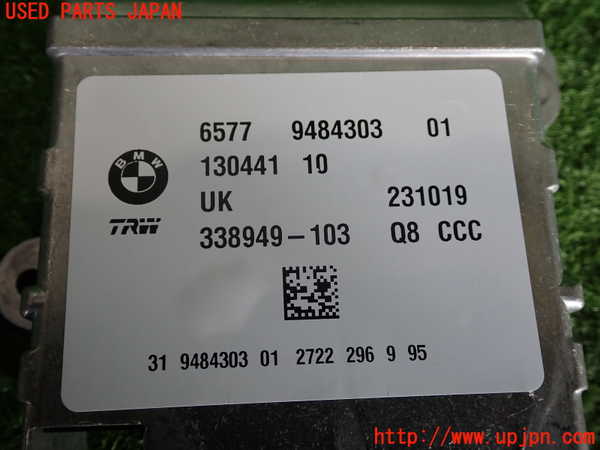 USED PARTS JAPAN
6577 9484303 01
BMW
130441 10
UK 231019
TRW
338949-103 Q8 CCC
31 9484303 01 2722 296 9 95
http://www.upjpn.com/